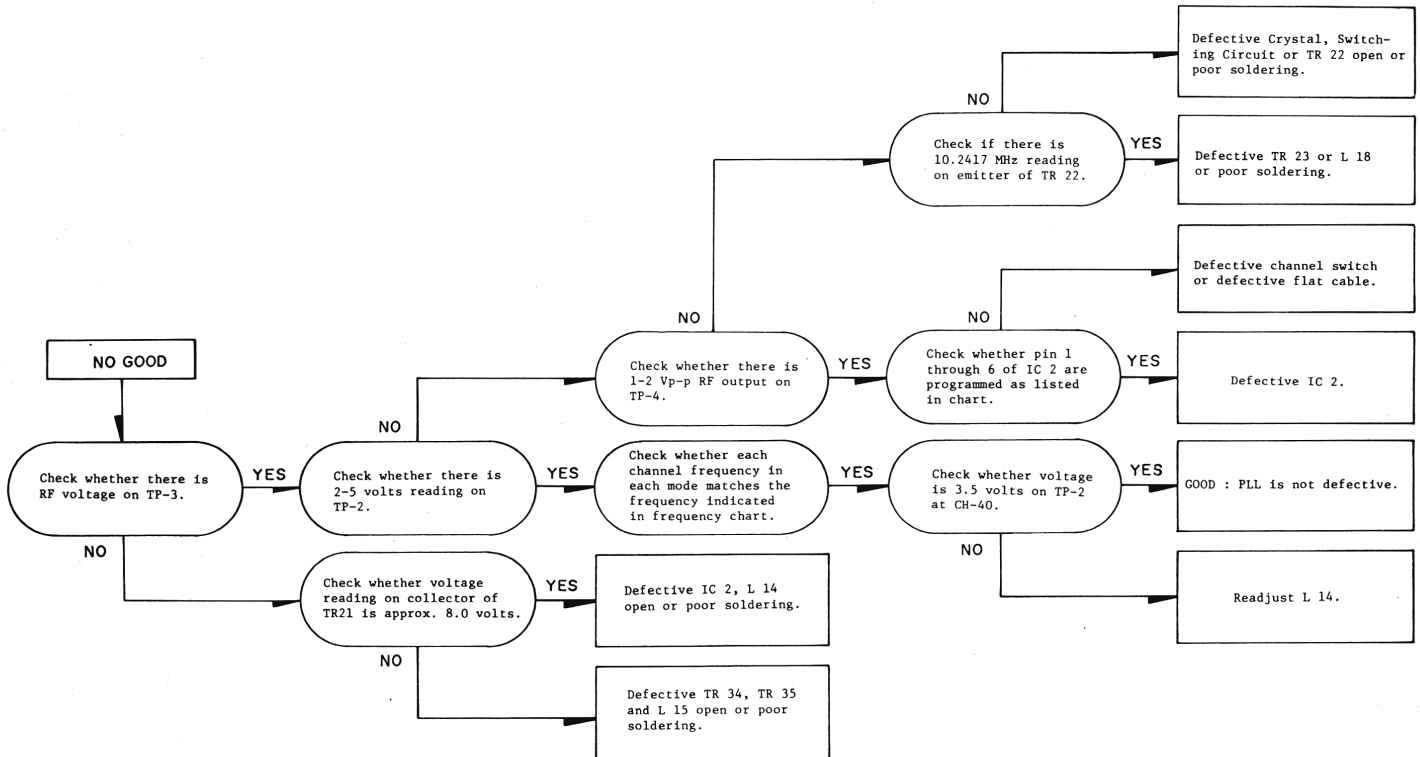 Defective Crystal, Switch-
ing Circuit or TR 22 open or
poor soldering.
NO
Check if there is
10.2417 MHz reading
on emitter of TR 22.
YES
Defective TR 23 or L 18
or poor soldering.
Defective channel switch
or defective flat cable.
NO
NO
NO GOOD
Check whether there is
1-2 Vp-p RF output on
TP-4.
YES
Check whether pin 1
through 6 of IC 2 are
programmed as listed
in chart.
YES
Defective IC 2.
NO
Check whether there is
RF voltage on TP-3.
YES
Check whether there is
2-5 volts reading on
TP-2.
YES
Check whether each
channel frequency in
each mode matches the
frequency indicated
in frequency chart.
YES
Check whether voltage
is 3.5 volts on TP-2
at CH-40.
YES
GOOD : PLL is not defective.
NO
NO
Check whether voltage
reading on collector of
TR21 is approx. 8.0 volts.
YES
Defective IC 2, L 14
open or poor soldering.
Readjust L 14.
NO
Defective TR 34, TR 35
and L 15 open or poor
soldering.